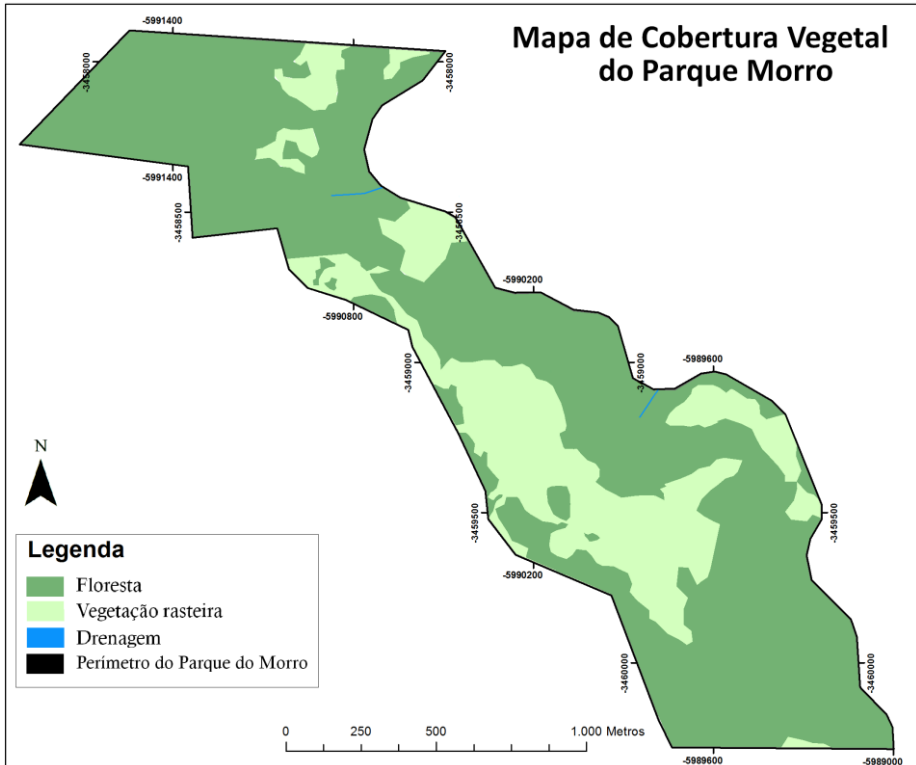 Mapa de Cobertura Vegetal
do Parque Morro
-5991400
-3458000
-3458000
-5991400
-3458500
-3458500
-5990200
-5990800
-3459000
-3459000
-5989600
N
-3459500
-3459500
-5990200
Legenda
Floresta
Vegetação rasteira
Drenagem
Perímetro do Parque do Morro
-3460000
-3460000
0 250 500 1.000 Metros
-5989600
-5989000